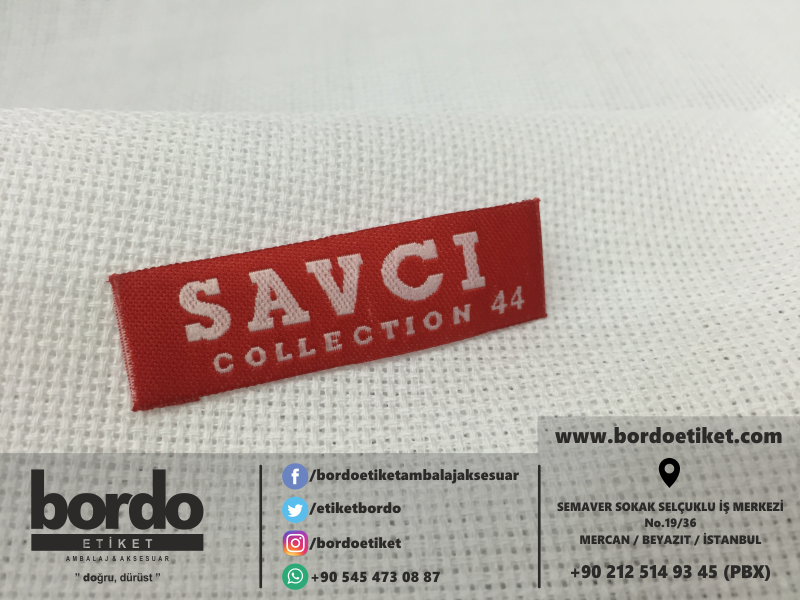 SAVCI
COLLECTION 44
www.bordoetiket.com
bordo
ETİKET
AMBALAJ & AKSESUAR
" doğru, dürüst "
/bordoetiketambalajaksesuar
/etiketbordo
/bordoetiket
+90 545 473 08 87
SEMAVER SOKAK SELÇUKLU İŞ MERKEZİ
No.19/36
MERCAN / BEYAZIT / İSTANBUL
+90 212 514 93 45 (PBX)